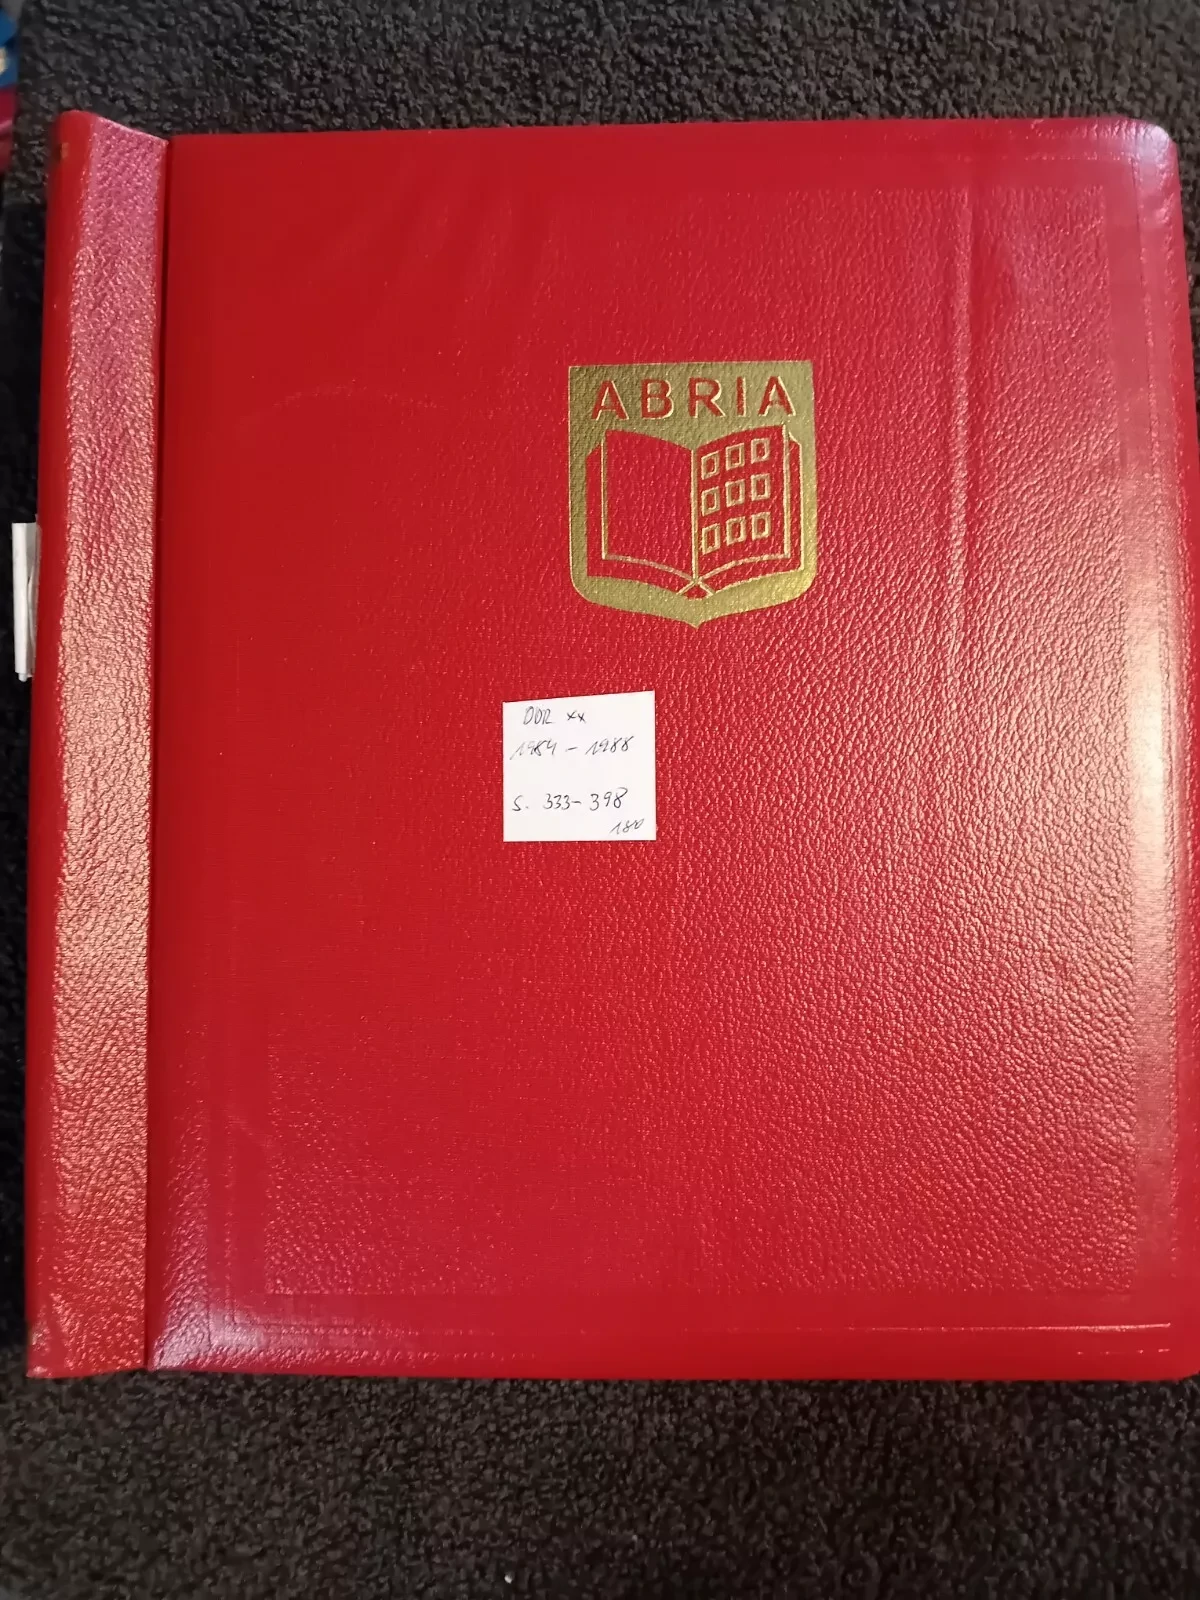 ABRIA
DDR xx
1984 - 1988
S. 333-398
180